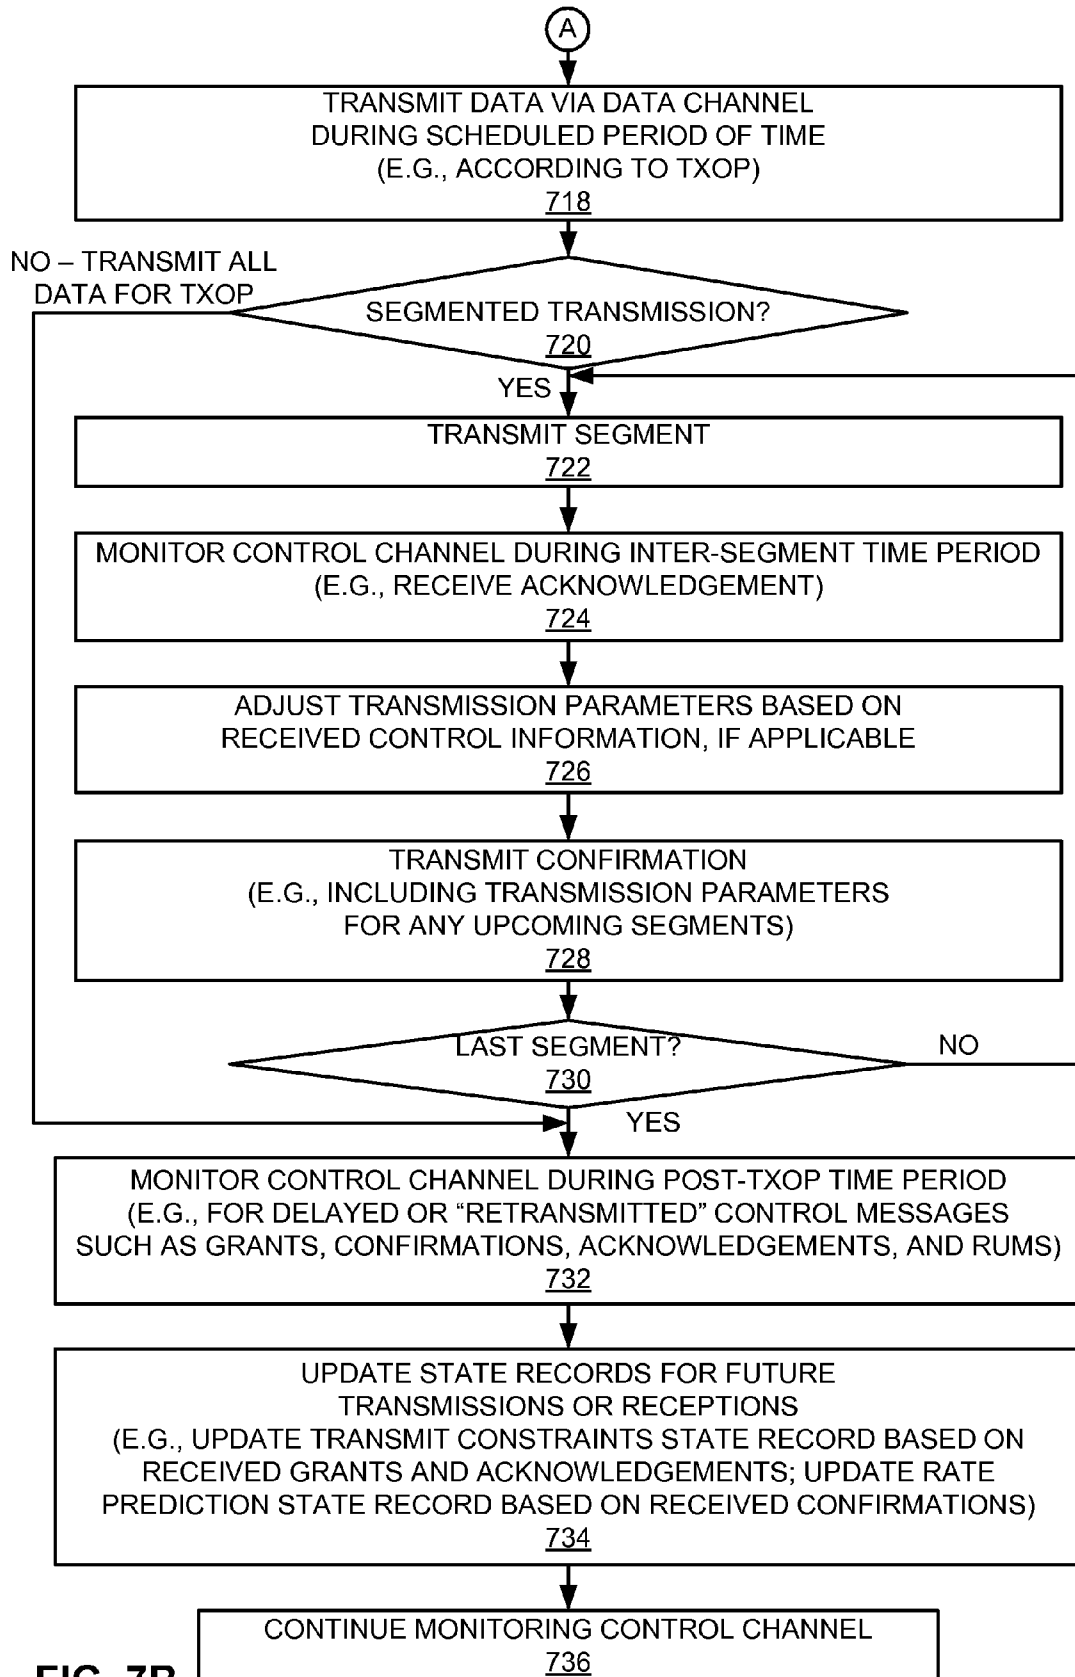 A
TRANSMIT DATA VIA DATA CHANNEL
DURING SCHEDULED PERIOD OF TIME
(E.G., ACCORDING TO TXOP)
718
NO – TRANSMIT ALL
DATA FOR TXOP
SEGMENTED TRANSMISSION?
720
YES
TRANSMIT SEGMENT
722
MONITOR CONTROL CHANNEL DURING INTER-SEGMENT TIME PERIOD
(E.G., RECEIVE ACKNOWLEDGEMENT)
724
ADJUST TRANSMISSION PARAMETERS BASED ON
RECEIVED CONTROL INFORMATION, IF APPLICABLE
726
TRANSMIT CONFIRMATION
(E.G., INCLUDING TRANSMISSION PARAMETERS
FOR ANY UPCOMING SEGMENTS)
728
LAST SEGMENT?
730
NO
YES
MONITOR CONTROL CHANNEL DURING POST-TXOP TIME PERIOD
(E.G., FOR DELAYED OR “RETRANSMITTED” CONTROL MESSAGES
SUCH AS GRANTS, CONFIRMATIONS, ACKNOWLEDGEMENTS, AND RUMS)
732
UPDATE STATE RECORDS FOR FUTURE
TRANSMISSIONS OR RECEPTIONS
(E.G., UPDATE TRANSMIT CONSTRAINTS STATE RECORD BASED ON
RECEIVED GRANTS AND ACKNOWLEDGEMENTS; UPDATE RATE
PREDICTION STATE RECORD BASED ON RECEIVED CONFIRMATIONS)
734
CONTINUE MONITORING CONTROL CHANNEL
736
FIG. 7B